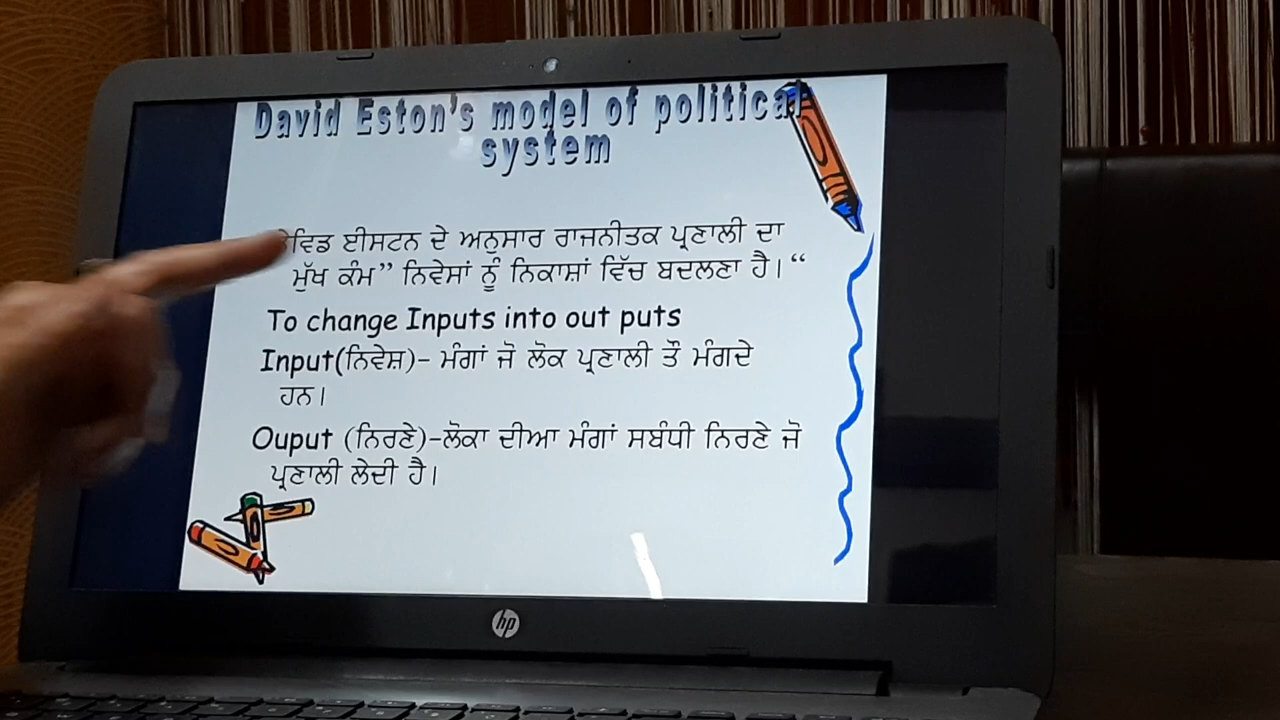 David Eston's model of political
system
ਡੇਵਿਡ ਈਸਟਨ ਦੇ ਅਨੁਸਾਰ ਰਾਜਨੀਤਕ ਪ੍ਰਣਾਲੀ ਦਾ
ਮੁੱਖ ਕੰਮ” ਨਿਵੇਸਾਂ ਨੂੰ ਨਿਕਾਸ਼ਾਂ ਵਿੱਚ ਬਦਲਣਾ ਹੈ।“
To change Inputs into out puts
Input(ਨਿਵੇਸ਼)- ਮੰਗਾਂ ਜੋ ਲੋਕ ਪ੍ਰਣਾਲੀ ਤੌ ਮੰਗਦੇ
ਹਨ।
Ouput (ਨਿਰਣੇ)-ਲੋਕਾ ਦੀਆ ਮੰਗਾਂ ਸਬੰਧੀ ਨਿਰਣੇ ਜੋ
ਪ੍ਰਣਾਲੀ ਲੇਦੀ ਹੈ।
hp